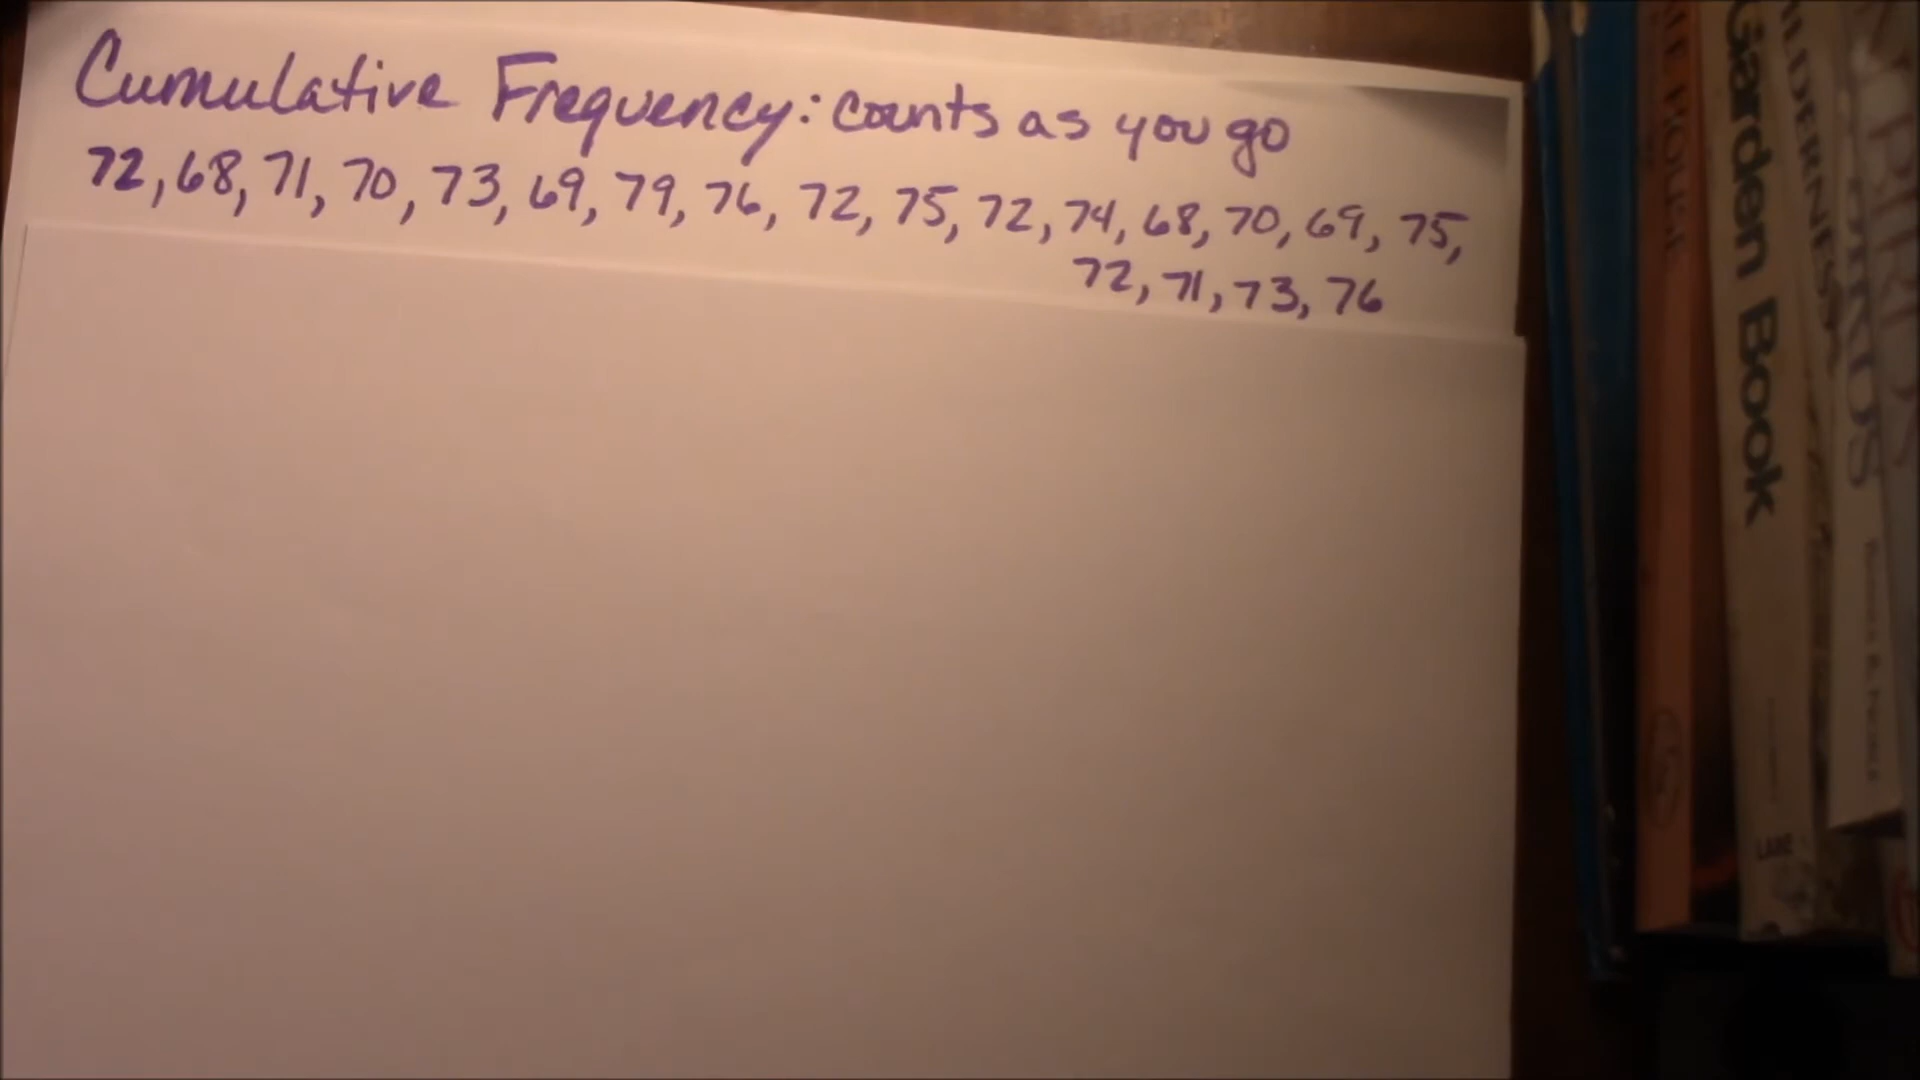 Cumulative Frequency: counts as you go
72, 68, 71, 70, 73, 69, 79, 76, 72, 75, 72, 74, 68, 70, 69, 75,
72, 71, 73, 76
Garden Book
LANE